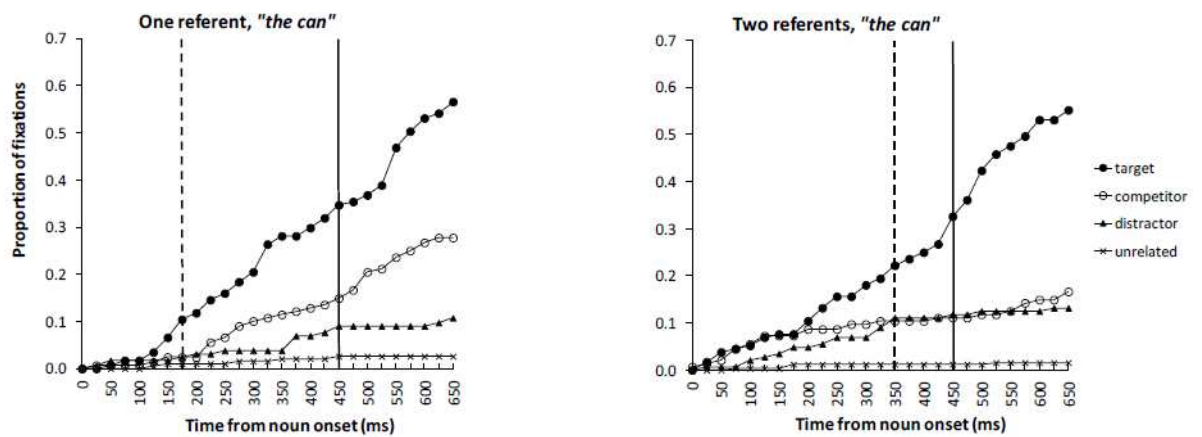 One referent, "the can"
0.7
0.6
0.5
0.4
0.3
0.2
0.1
0.0
Proportion of fixations
0 50 100 150 200 250 300 350 400 450 500 550 600 650
Time from noun onset (ms)
Two referents, "the can"
0.7
0.6
0.5
0.4
0.3
0.2
0.1
0.0
0 50 100 150 200 250 300 350 400 450 500 550 600 650
Time from noun onset (ms)
target
competitor
distractor
unrelated